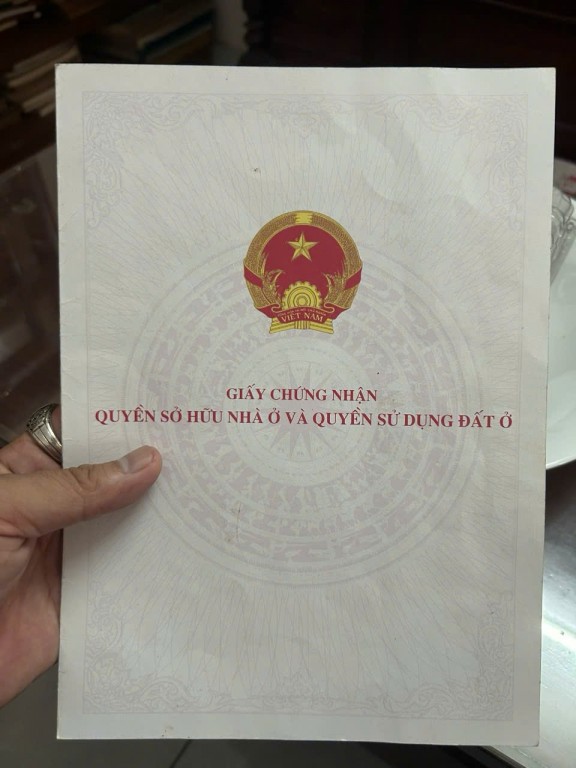 VIỆT NAM
GIẤY CHỨNG NHẬN
QUYỀN SỞ HỮU NHÀ Ở VÀ QUYỀN SỬ DỤNG ĐẤT Ở